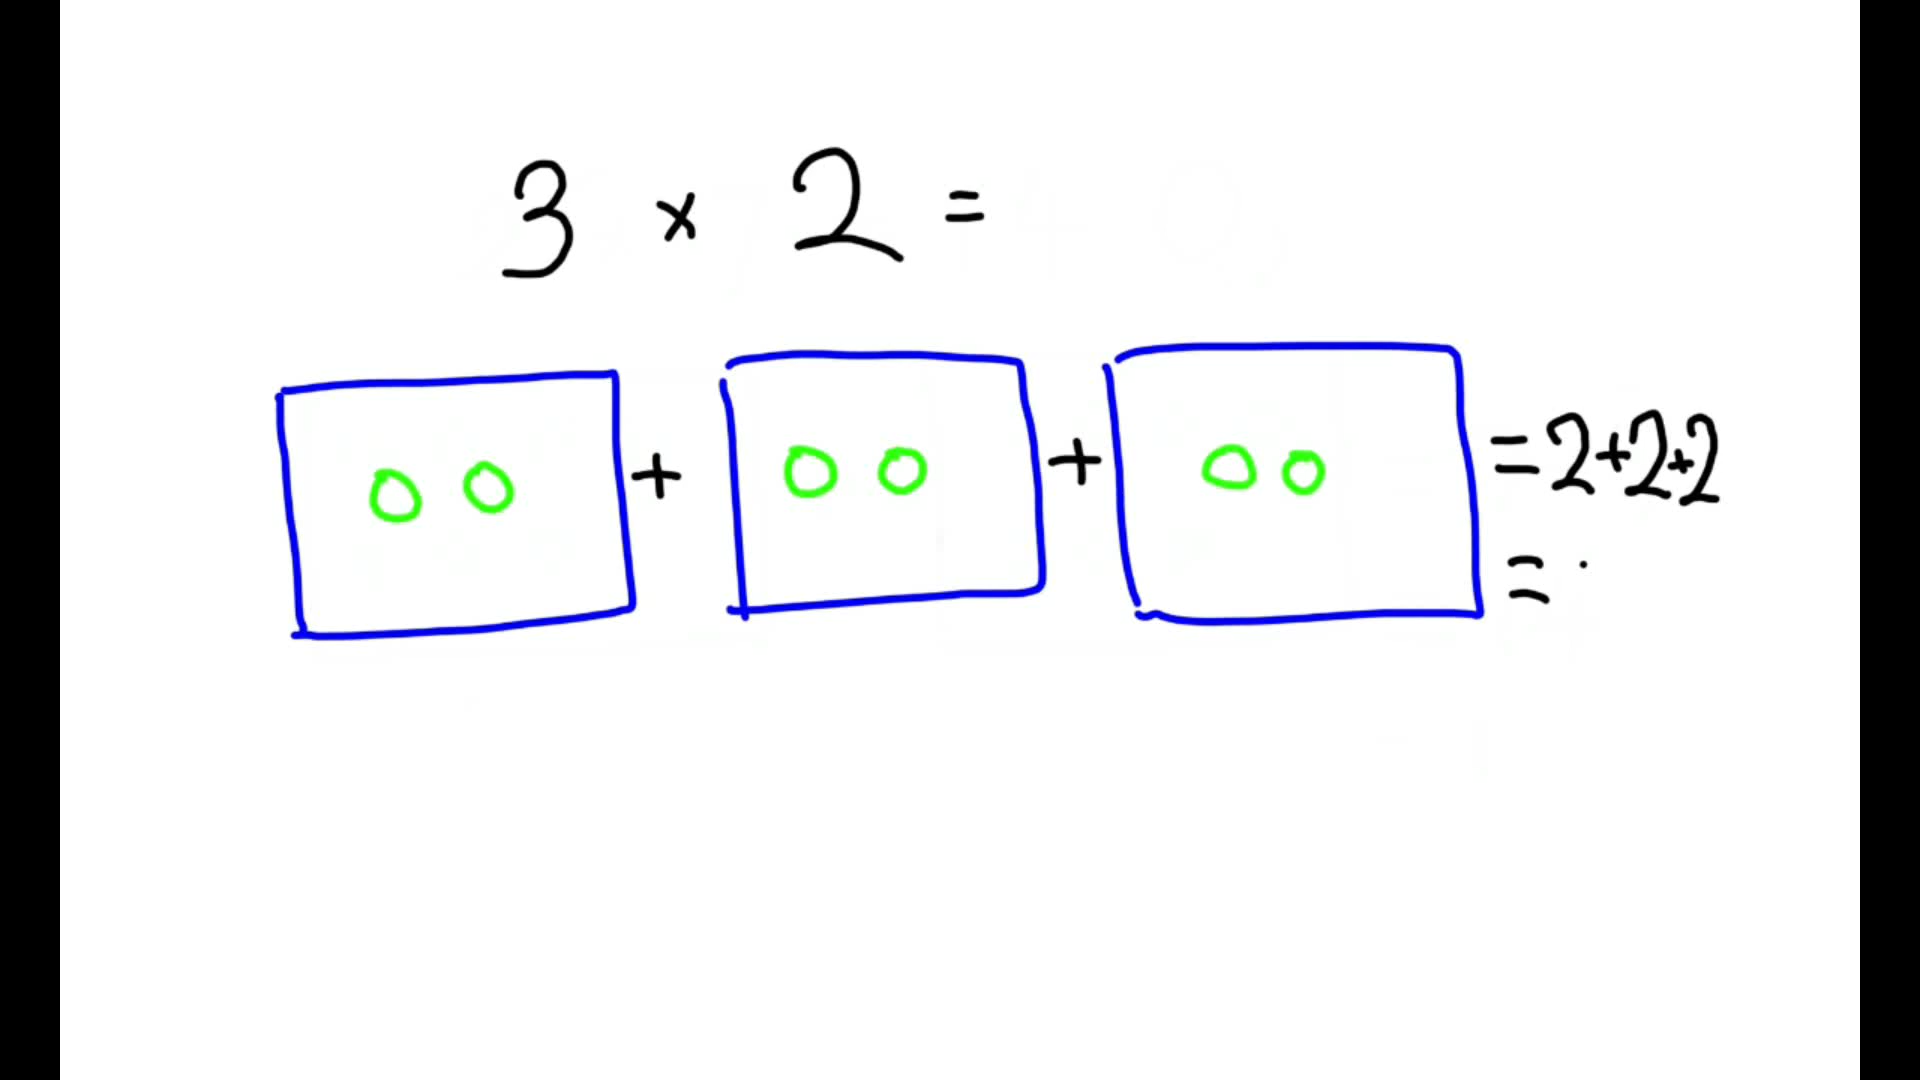 3 × 2 =
+ + = 2+2+2
=